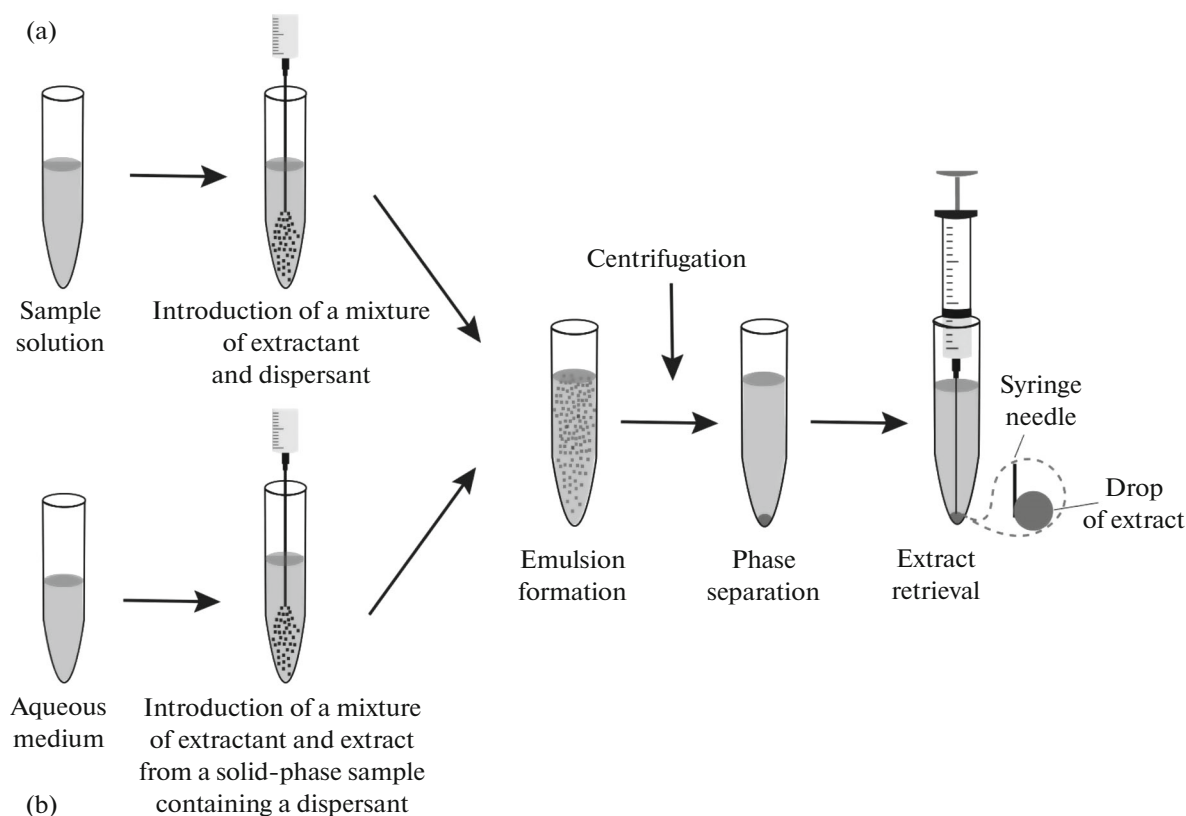 (a)
Sample
solution
Introduction of a mixture
of extractant
and dispersant
Aqueous
medium
Introduction of a mixture
of extractant and extract
from a solid-phase sample
containing a dispersant
(b)
Emulsion
formation
Centrifugation
Phase
separation
Extract
retrieval
Syringe
needle
Drop
of extract